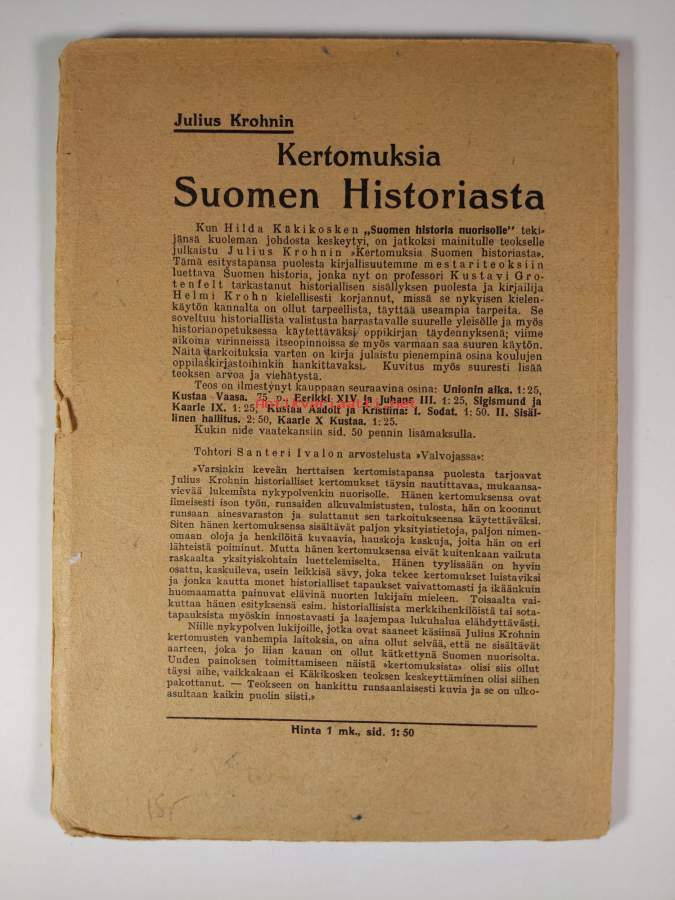 Julius Krohnin
Kertomuksia
Suomen Historiasta
Kun Hilda Käkikosken „Suomen historia nuorisolle" teki-
jänsä kuoleman johdosta keskeytyi, on jatkoksi mainitulle teokselle
julkaistu Julius Krohnin »Kertomuksia Suomen historiasta».
Tämä esitystapansa puolesta kirjallisuutemme mestariteoksiin
luettava Suomen historia, jonka nyt on professori Kustavi Gro-
tenfelt tarkastanut historiallisen sisällyksen puolesta ja kirjailija
Helmi Krohn kielellisesti korjannut, missä se nykyisen kielen-
käytön kannalta on ollut tarpeellista, täyttää useampia tarpeita. Se
soveltuu historiallista valistusta harrastavalle suurelle yleisölle ja myös
historianopetuksessa käytettäväksi oppikirjan täydennyksenä; viime
aikoina virinneissä itseopinnoissa se myös varmaan saa suuren käytön.
Näitä tarkoituksia varten on kirja julaistu pienempinä osina koulujen
oppilaskirjastoihinkin hankittavaksi. Kuvitus myös suuresti lisää
teoksen arvoa ja viehätystä.
Teos on ilmestynyt kauppaan seuraavina osina: Unionin aika. 1: 25,
Kustaa Vaasa. 75 p., Eerikki XIV ja Juhana III. 1: 25, Sigismund ja
Kaarle IX. 1: 25, Kustaa Aadolf ja Kristiina: I. Sodat. 1: 50. II. Sisäl-
linen hallitus. 2: 50, Kaarle X Kustaa. 1: 25.
Kukin nide vaatekansiin sid. 50 pennin lisämaksulla.
Tohtori Santeri Ivalon arvostelusta »Valvojassa»:
»Varsinkin keveän herttaisen kertomistapansa puolesta tarjoavat
Julius Krohnin historialliset kertomukset täysin nautittavaa, mukaansa-
vievää lukemista nykypolvenkin nuorisolle. Hänen kertomuksensa ovat
ilmeisesti ison työn, runsaiden alkuvalmistusten, tulosta, hän on koonnut
runsaan ainesvaraston ja sulattanut sen tarkoitukseensa käytettäväksi.
Siten hänen kertomuksensa sisältävät paljon yksityistietoja, paljon nimen-
omaan oloja ja henkilöitä kuvaavia, hauskoja kaskuja, joita hän on eri
lähteistä poiminut. Mutta hänen kertomuksensa eivät kuitenkaan vaikuta
raskaalta yksityiskohtain luettelemiselta. Hänen tyylissään on hyvin
osattu, kaskuileva, usein leikkisä sävy, joka tekee kertomukset luistaviksi
ja jonka kautta monet historialliset tapaukset vaivattomasti ja ikäänkuin
huomaamatta painuvat elävinä nuorten lukijain mieleen. Toisaalta vai-
kuttaa hänen esityksensä esim. historiallisista merkkihenkilöistä tai sota-
tapauksista myöskin innostavasti ja laajempaa lukuhalua elähdyttävästi.
Niille nykypolven lukijoille, jotka ovat saaneet käsiinsä Julius Krohnin
kertomusten vanhempia laitoksia, on aina ollut selvää, että ne sisältävät
aarteen, joka jo liian kauan on ollut kätkettynä Suomen nuorisolta.
Uuden painoksen toimittamiseen näistä »kertomuksista» olisi siis ollut
täysi aihe, vaikkakaan ei Käkikosken teoksen keskeyttäminen olisi siihen
pakottanut. — Teokseen on hankittu runsaanlaisesti kuvia ja se on ulko-
asultaan kaikin puolin siisti.»
Hinta 1 mk., sid. 1: 50